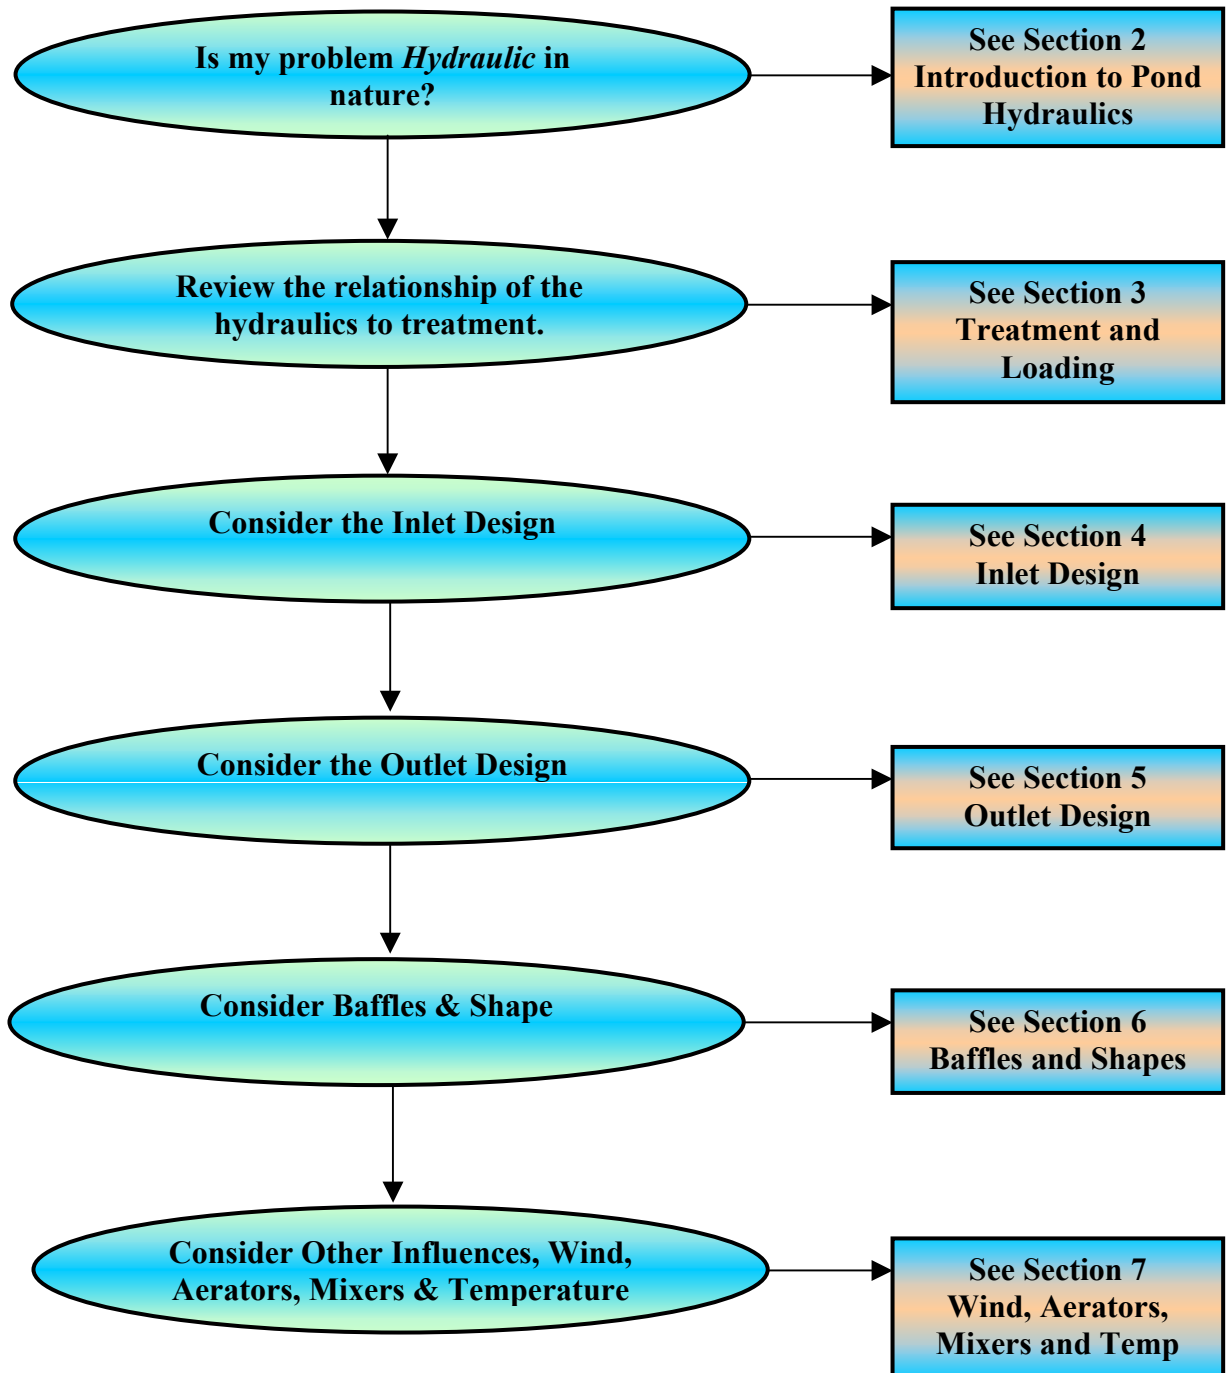 Is my problem Hydraulic in
nature?
See Section 2
Introduction to Pond
Hydraulics
Review the relationship of the
hydraulics to treatment.
See Section 3
Treatment and
Loading
Consider the Inlet Design
See Section 4
Inlet Design
Consider the Outlet Design
See Section 5
Outlet Design
Consider Baffles & Shape
See Section 6
Baffles and Shapes
Consider Other Influences, Wind,
Aerators, Mixers & Temperature
See Section 7
Wind, Aerators,
Mixers and Temp